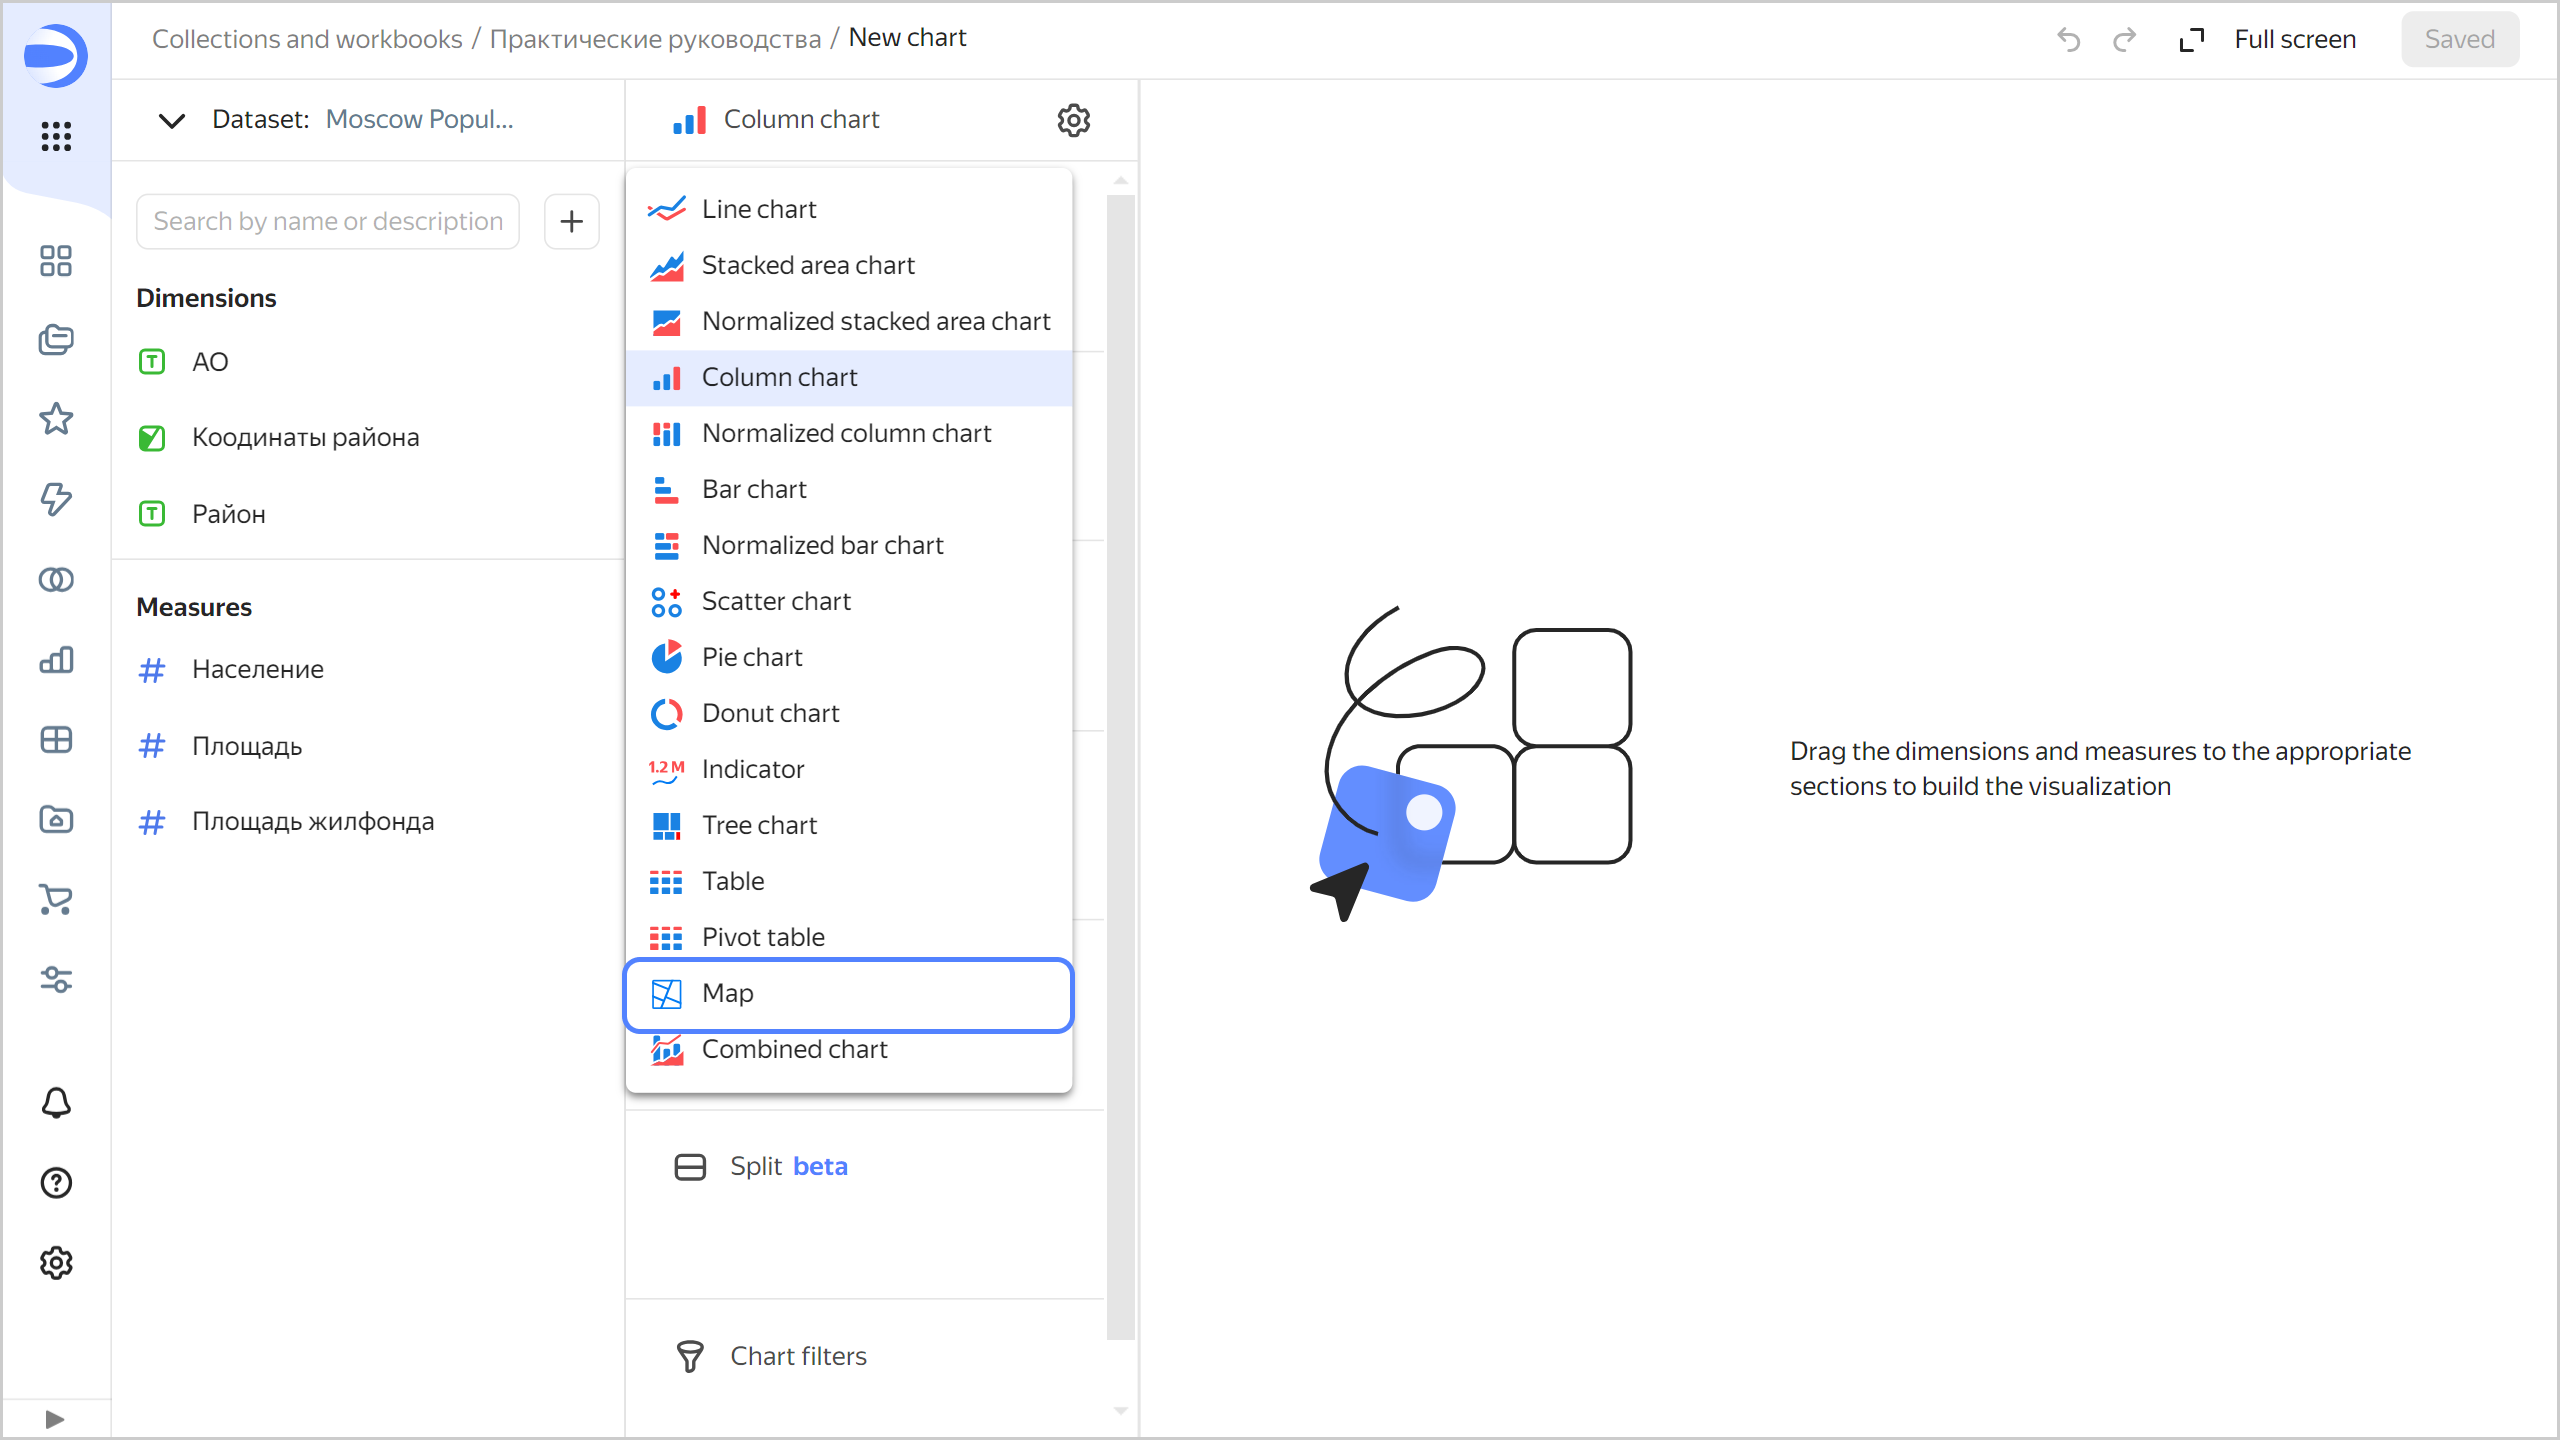 Collections and workbooks / Практические руководства / New chart
Full screen
Saved
Dataset: Moscow Popul...
Column chart
Search by name or description
Dimensions
АО
Коодинаты района
Район
Measures
Население
Площадь
Площадь жилфонда
Line chart
Stacked area chart
Normalized stacked area chart
Column chart
Normalized column chart
Bar chart
Normalized bar chart
Scatter chart
Pie chart
Donut chart
1.2 M Indicator
Tree chart
Table
Pivot table
Map
Combined chart
Split beta
Chart filters
Drag the dimensions and measures to the appropriate
sections to build the visualization